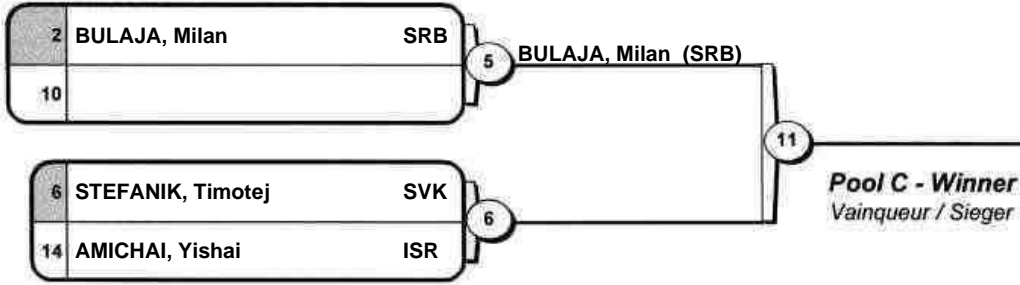 2 BULAJA, Milan SRB
10
5
BULAJA, Milan (SRB)
6 STEFANIK, Timotej SVK
14 AMICHAI, Yishai ISR
6
11
Pool C - Winner
Vainqueur / Sieger